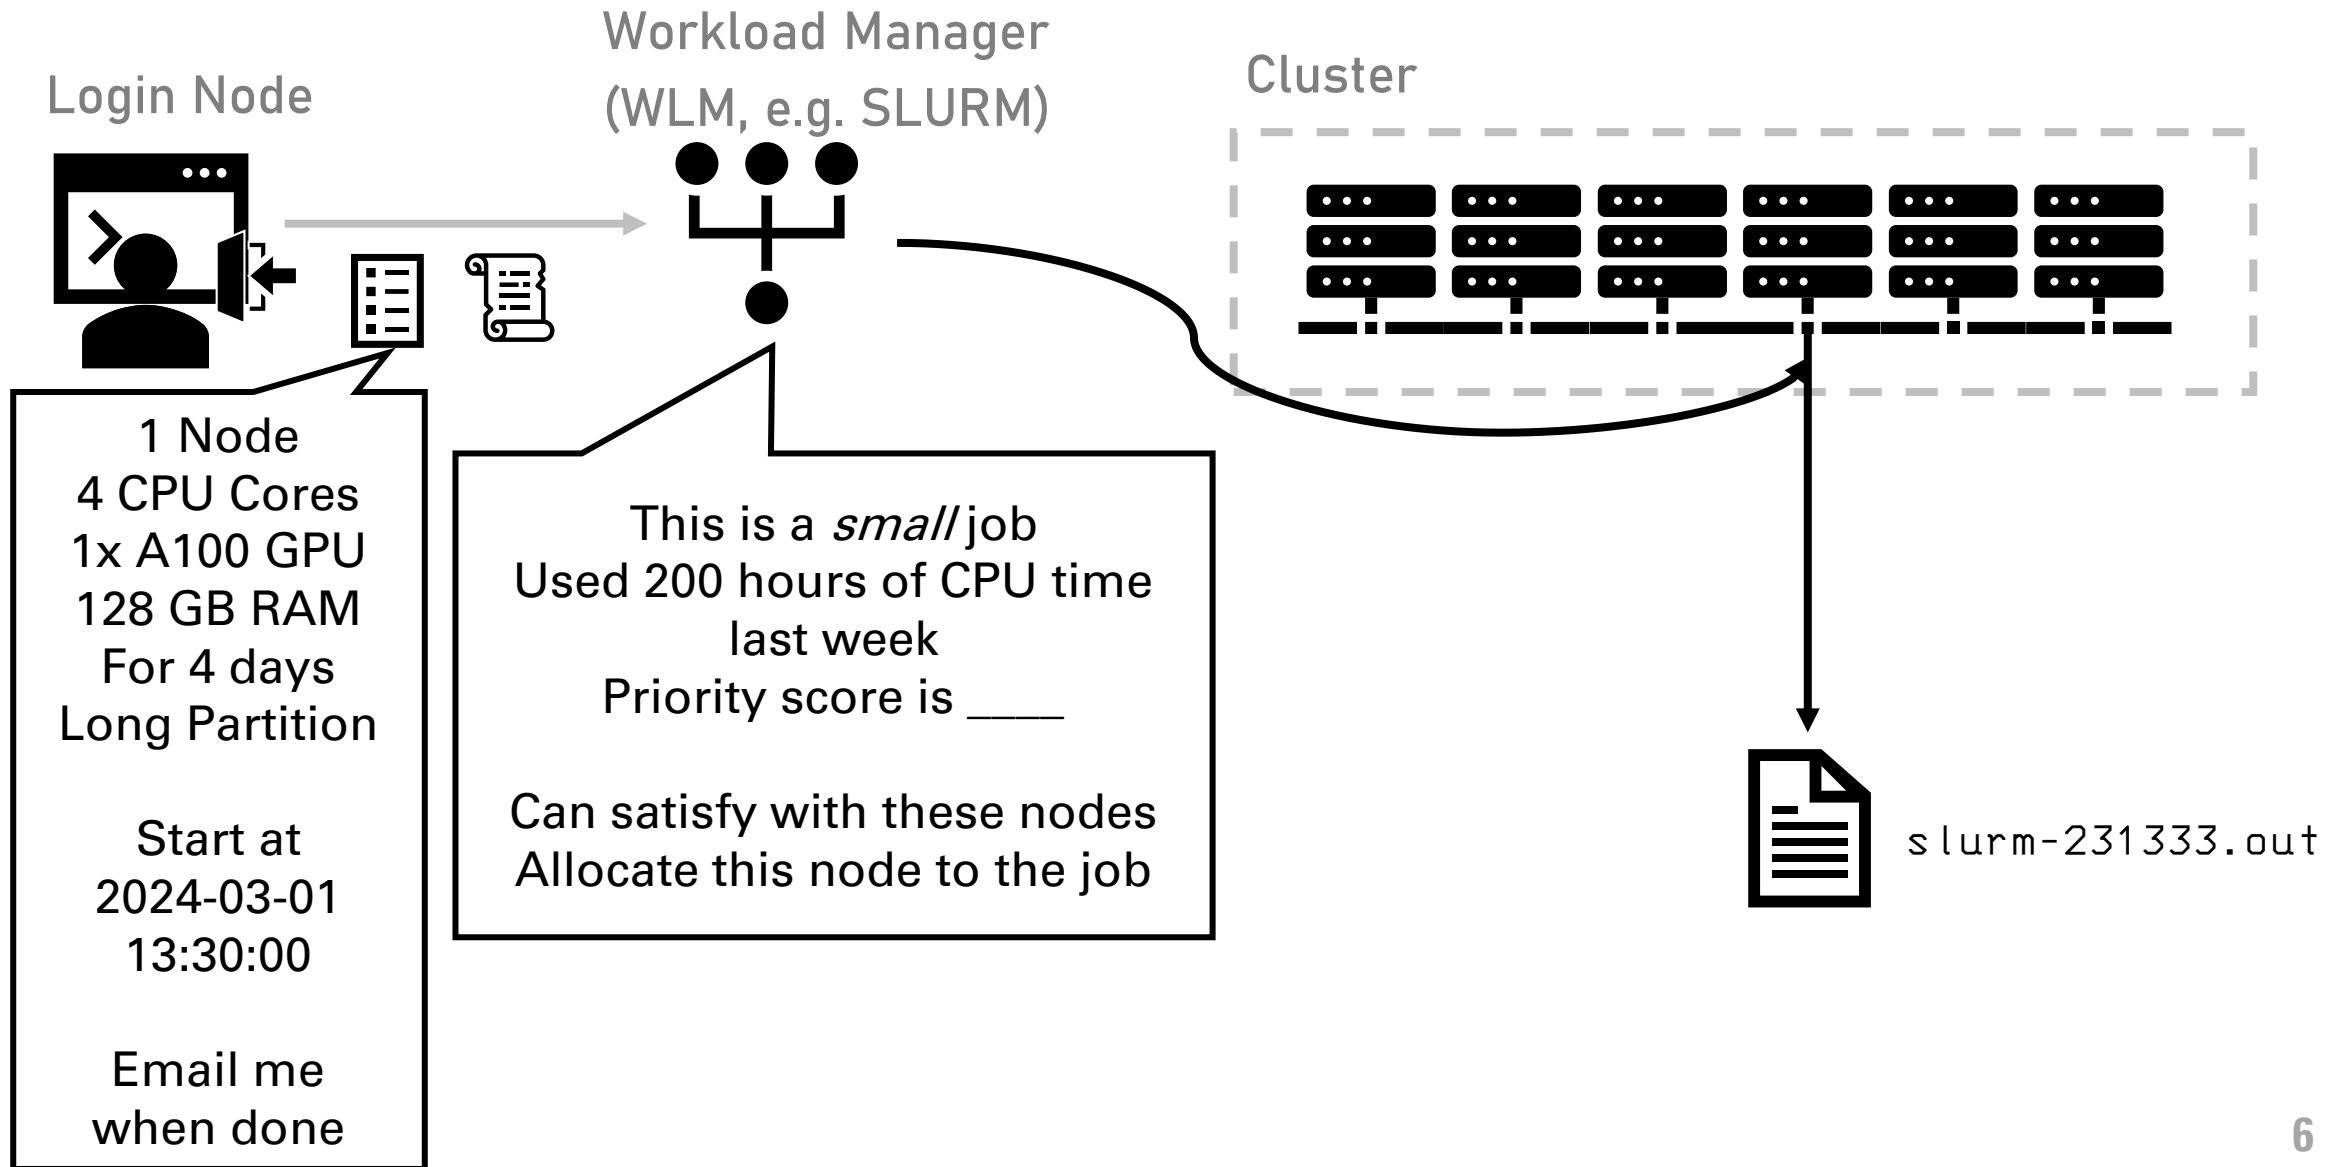 Login Node
Workload Manager
(WLM, e.g. SLURM)
Cluster
1 Node
4 CPU Cores
1x A100 GPU
128 GB RAM
For 4 days
Long Partition
Start at
2024-03-01
13:30:00
Email me
when done
This is a small job
Used 200 hours of CPU time
last week
Priority score is ____
Can satisfy with these nodes
Allocate this node to the job
slurm-231333.out
6